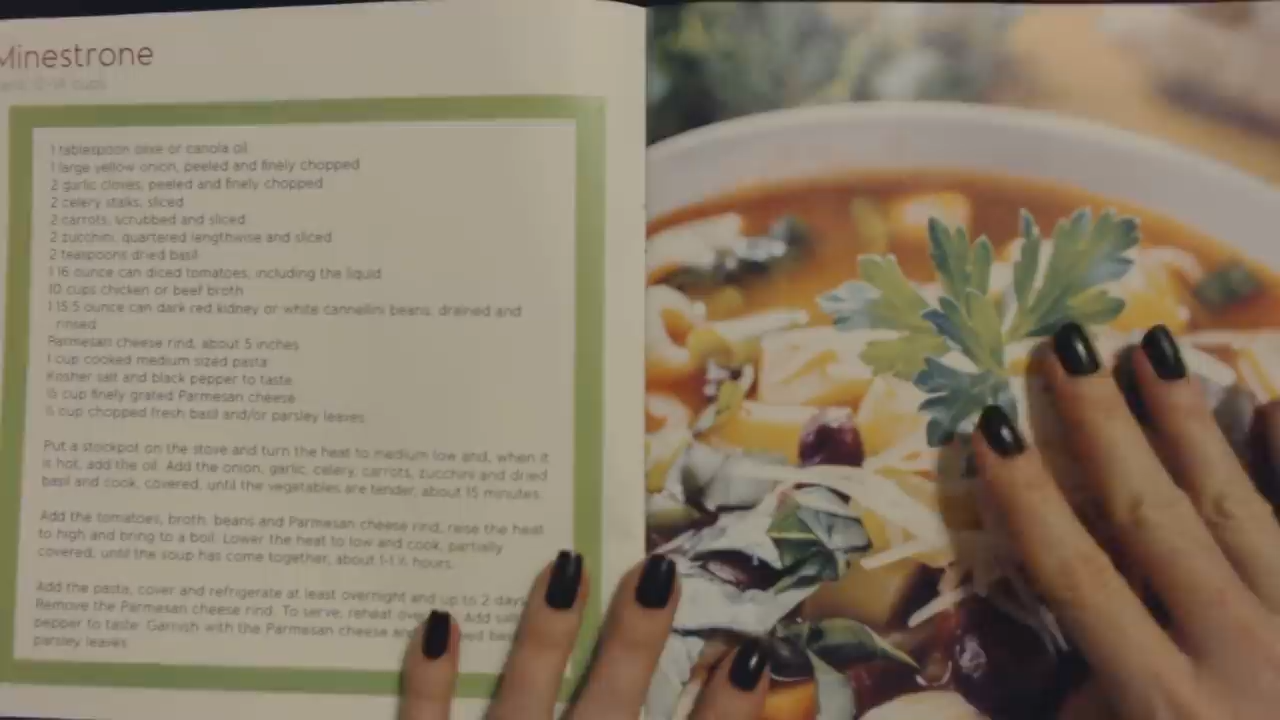 Minestrone
1 tablespoon olive or canola oil
1 large yellow onion, peeled and finely chopped
2 garlic cloves, peeled and finely chopped
2 celery stalks, sliced
2 carrots, scrubbed and sliced
2 zucchini, quartered lengthwise and sliced
2 teaspoons dried basil
1 16 ounce can diced tomatoes, including the liquid
10 cups chicken or beef broth
1 15.5 ounce can dark red kidney or white cannellini beans, drained and
rinsed
Parmesan cheese rind, about 5 inches
1 cup cooked medium sized pasta
Kosher salt and black pepper to taste
cup finely grated Parmesan cheese
cup chopped fresh basil and/or parsley leaves
Put a stockpot on the stove and turn the heat to medium low and, when it
is hot, add the oil. Add the onion, garlic, celery, carrots, zucchini and dried
basil and cook, covered, until the vegetables are tender, about 15 minutes.
Add the tomatoes, broth, beans and Parmesan cheese rind, raise the heat
to high and bring to a boil. Lower the heat to low and cook, partially
covered, until the soup has come together, about 1-1 ½ hours.
Add the pasta, cover and refrigerate at least overnight and up to 2 days.
Remove the Parmesan cheese rind. To serve, reheat Add
pepper to taste. Garnish with the Parmesan cheese
parsley leaves.